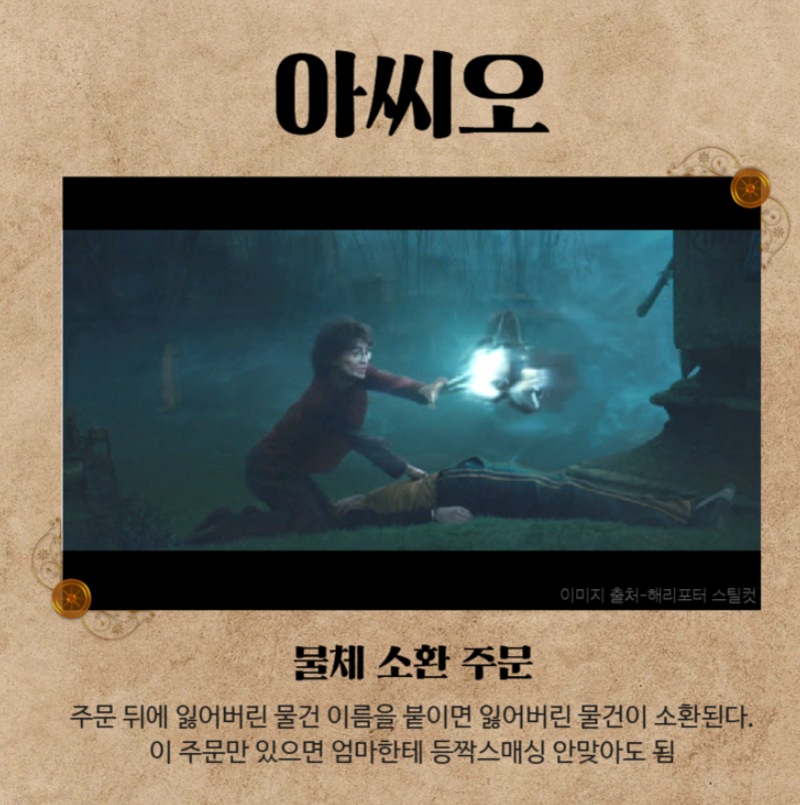 아씨오
이미지 출처-해리포터 스틸컷
물체 소환 주문
주문 뒤에 잃어버린 물건 이름을 붙이면 잃어버린 물건이 소환된다.
이 주문만 있으면 엄마한테 등짝스매싱 안맞아도 됨